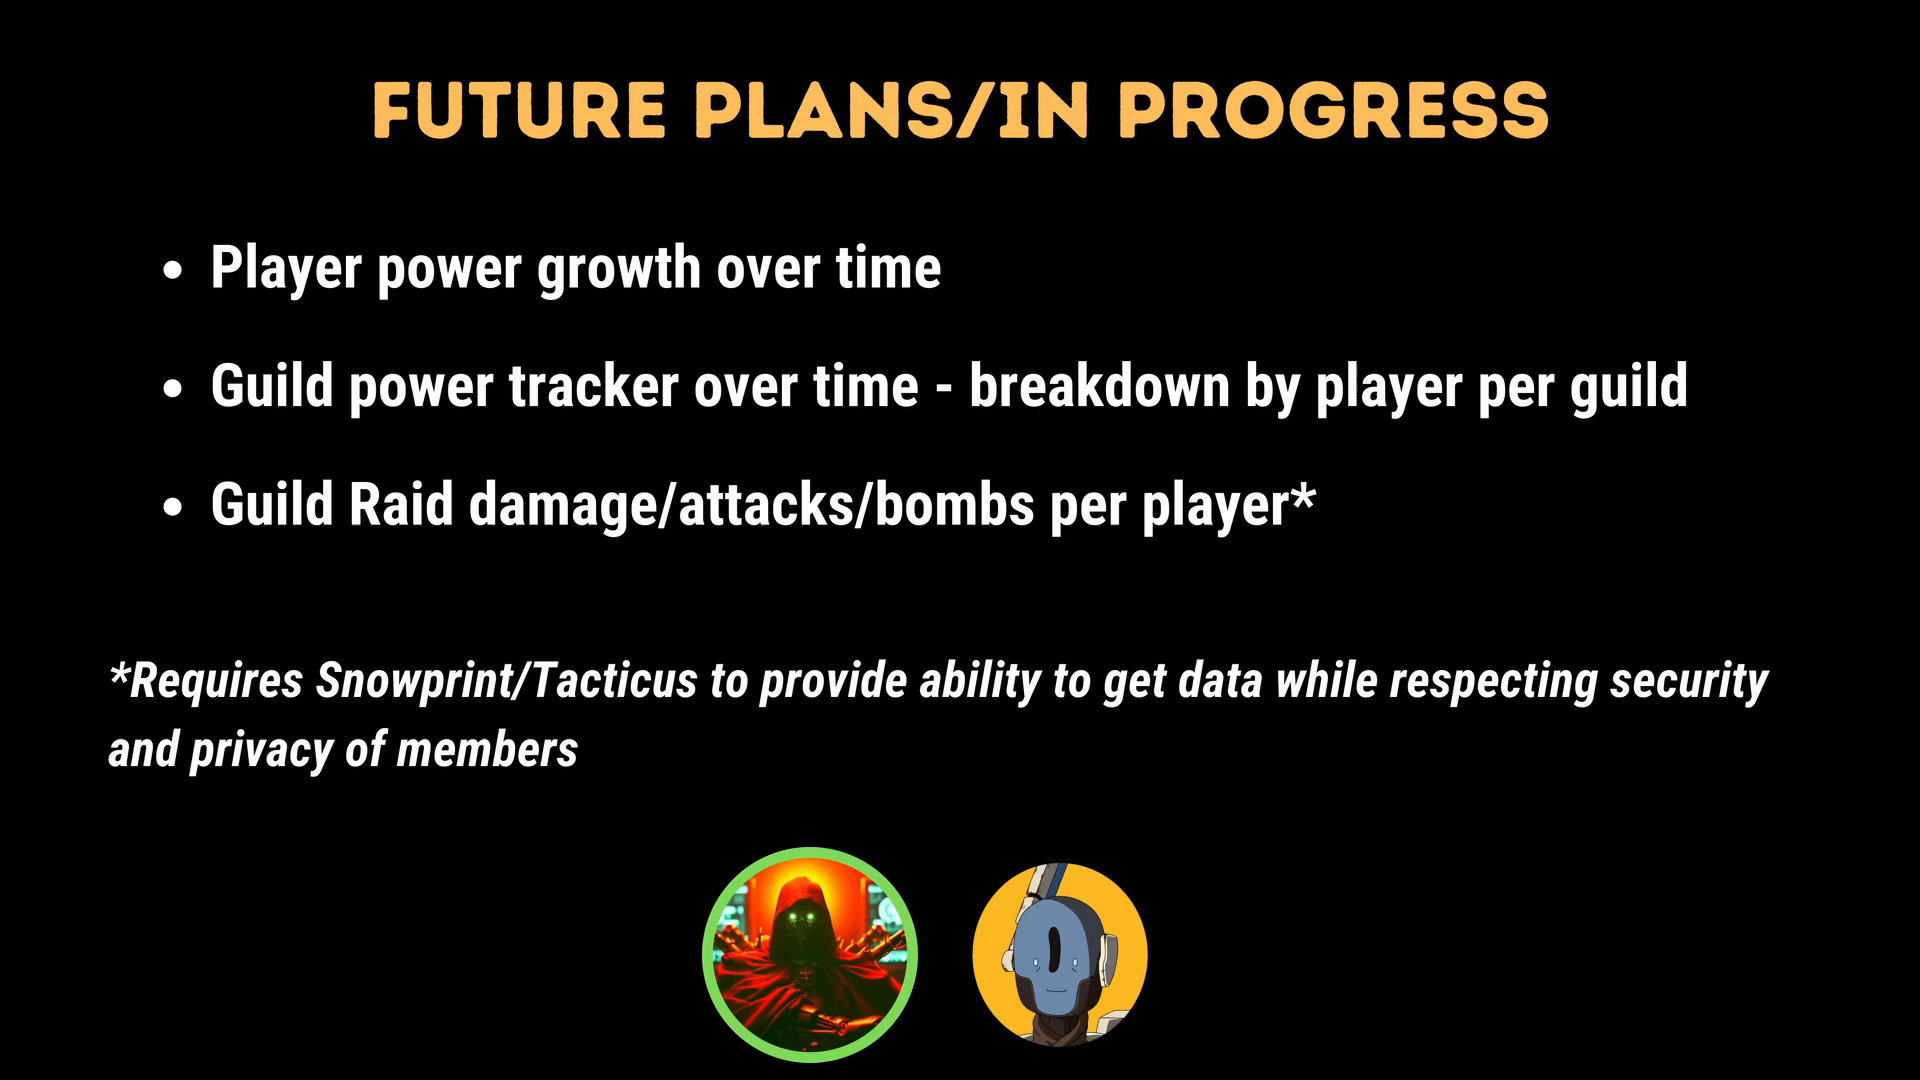 FUTURE PLANS/IN PROGRESS
• Player power growth over time
• Guild power tracker over time - breakdown by player per guild
• Guild Raid damage/attacks/bombs per player*
*Requires Snowprint/Tacticus to provide ability to get data while respecting security
and privacy of members